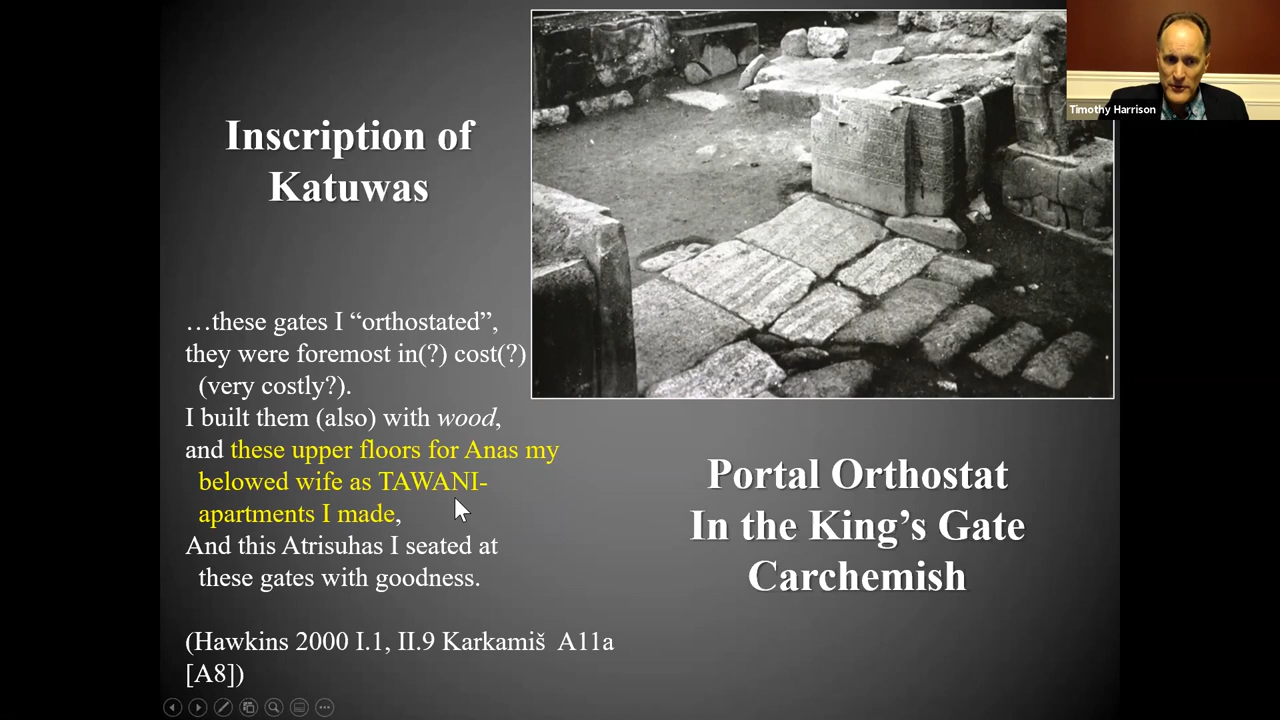 Timothy Harrison
Inscription of
Katuwas
…these gates I “orthostated”,
they were foremost in(?) cost(?)
(very costly?).
I built them (also) with wood,
and these upper floors for Anas my
belowed wife as TAWANI-
apartments I made,
And this Atrisuhas I seated at
these gates with goodness.
(Hawkins 2000 I.1, II.9 Karkamiš A11a
[A8])
Portal Orthostat
In the King’s Gate
Carchemish